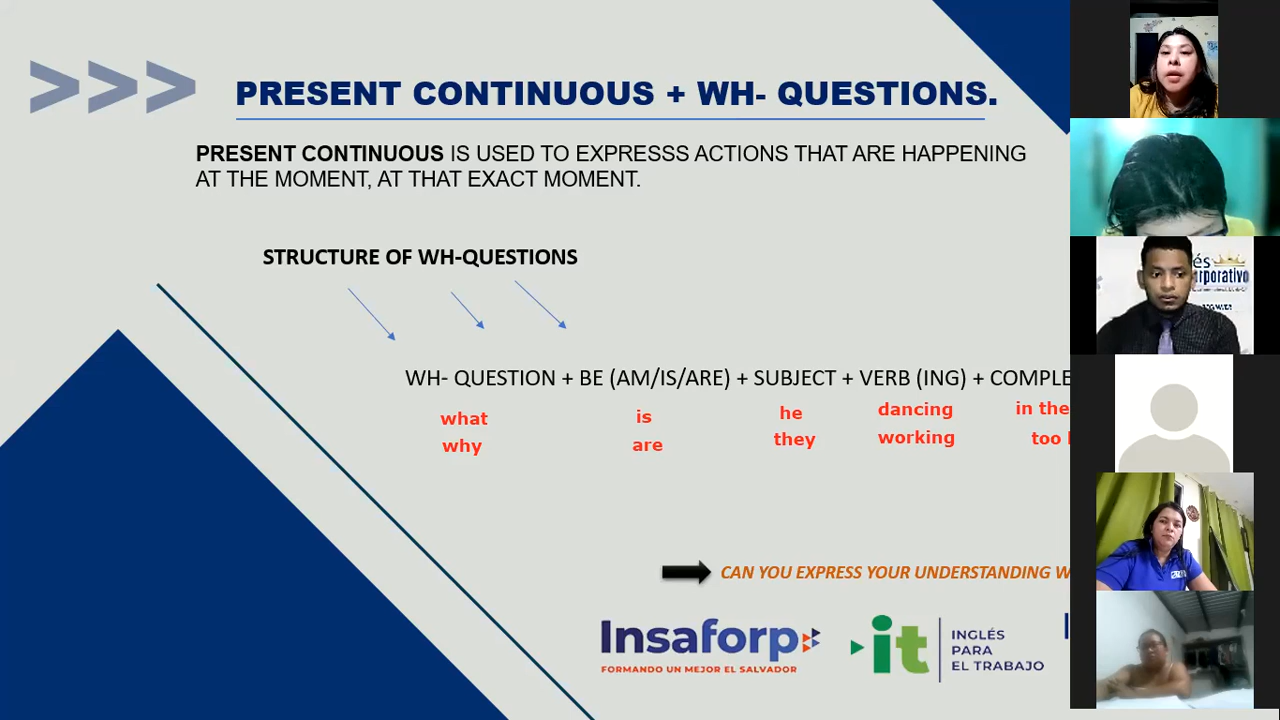 >>> PRESENT CONTINUOUS + WH- QUESTIONS.
PRESENT CONTINUOUS IS USED TO EXPRESSS ACTIONS THAT ARE HAPPENING
AT THE MOMENT, AT THAT EXACT MOMENT.
STRUCTURE OF WH-QUESTIONS
WH- QUESTION + BE (AM/IS/ARE) + SUBJECT + VERB (ING) + COMPLE
what is he dancing in the
why are they working too
CAN YOU EXPRESS YOUR UNDERSTANDING W
Insaforp
FORMANDO UN MEJOR EL SALVADOR
it
INGLÉS
PARA
EL TRABAJO
és
rporativo